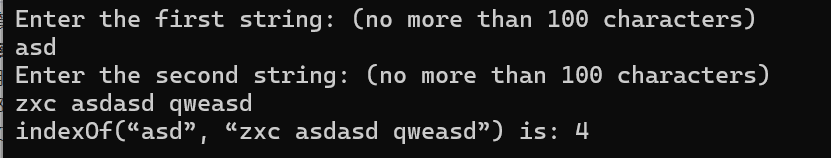 Enter the first string: (no more than 100 characters)
asd
Enter the second string: (no more than 100 characters)
zxc asdasd qweasd
indexOf(“asd”, “zxc asdasd qweasd”) is: 4